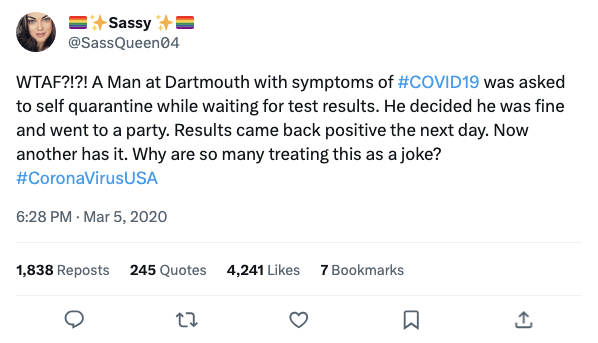 🏳️‍🌈✨Sassy✨🏳️‍🌈
@SassQueen04
WTAF?!?! A Man at Dartmouth with symptoms of #COVID19 was asked
to self quarantine while waiting for test results. He decided he was fine
and went to a party. Results came back positive the next day. Now
another has it. Why are so many treating this as a joke?
#CoronaVirusUSA
6:28 PM · Mar 5, 2020
1,838 Reposts 245 Quotes 4,241 Likes 7 Bookmarks